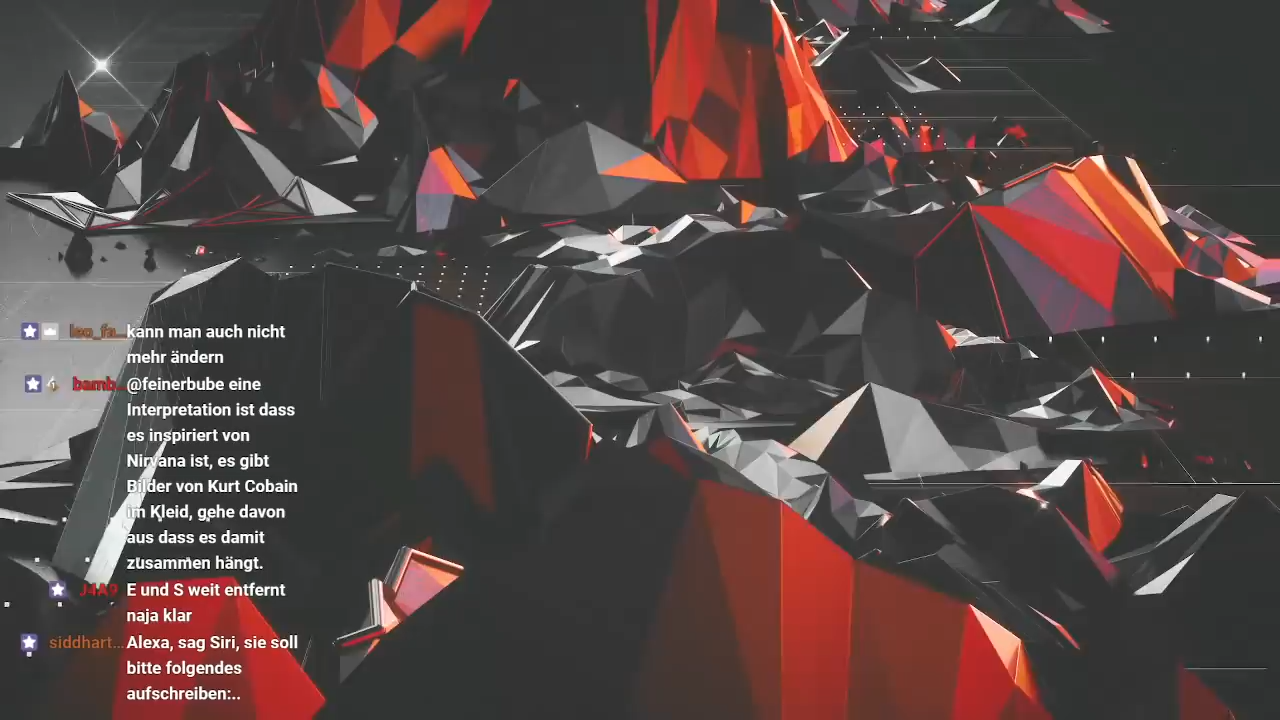 leo_fa... kann man auch nicht
mehr ändern
bamb... @feinerbube eine
Interpretation ist dass
es inspiriert von
Nirvana ist, es gibt
Bilder von Kurt Cobain
im Kleid, gehe davon
aus dass es damit
zusammen hängt.
J4A9 E und S weit entfernt
naja klar
siddhart... Alexa, sag Siri, sie soll
bitte folgendes
aufschreiben:..